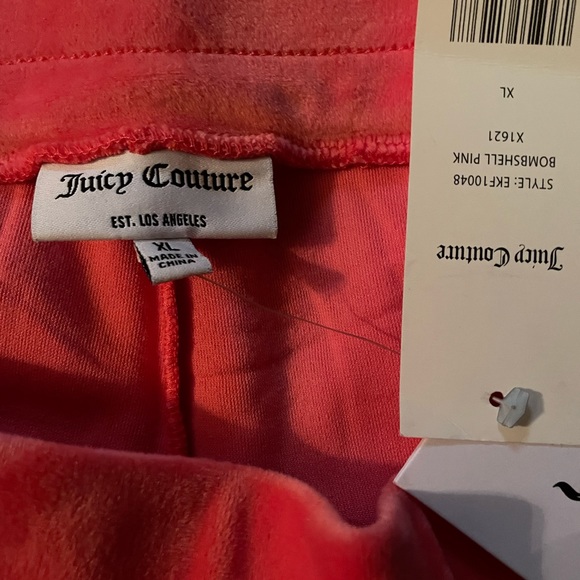 Juicy Couture
EST. LOS ANGELES
XL
MADE IN
CHINA
Juicy Couture
STYLE: EKF10048
BOMBSHELL PINK
X1621
XL